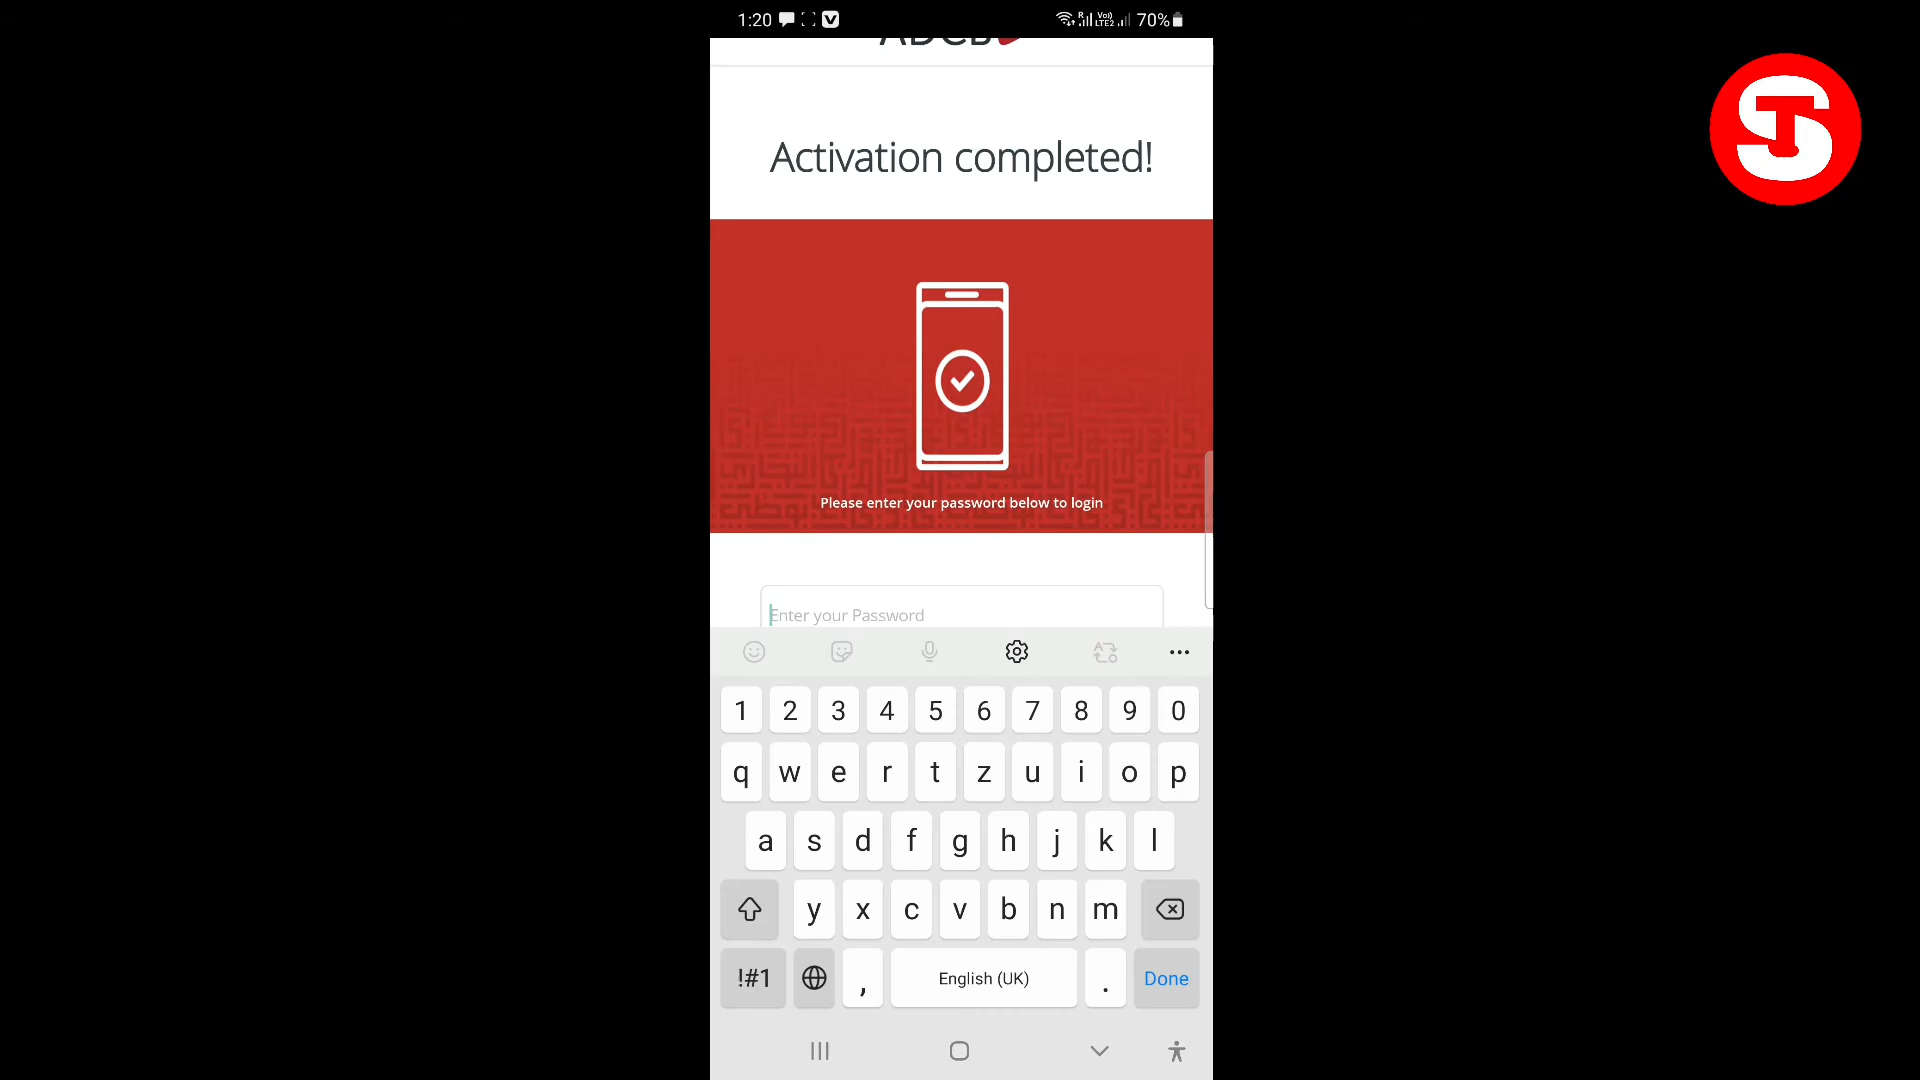 1:20
70%
ADCB
Activation completed!
Please enter your password below to login
Enter your Password
1 2 3 4 5 6 7 8 9 0
q w e r t z u i o p
a s d f g h j k l
y x c v b n m
!#1 , English (UK) . Done